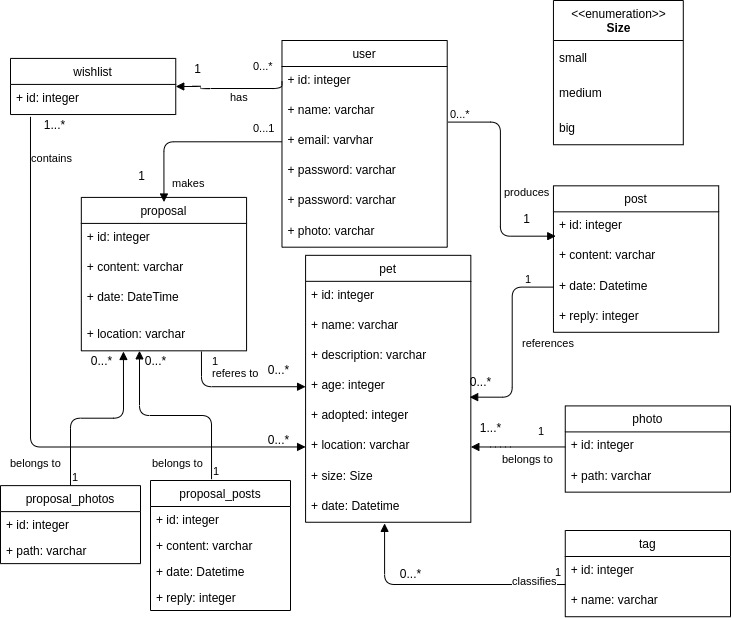 <<enumeration>>
Size
small
medium
big
user
+ id: integer
+ name: varchar
+ email: varvhar
+ password: varchar
+ password: varchar
+ photo: varchar
wishlist
+ id: integer
1
0...*
has
1...*
contains
0...1
1
makes
0...*
produces
1
proposal
+ id: integer
+ content: varchar
+ date: DateTime
+ location: varchar
post
+ id: integer
+ content: varchar
+ date: Datetime
+ reply: integer
pet
+ id: integer
+ name: varchar
+ description: varchar
+ age: integer
+ adopted: integer
+ location: varchar
+ size: Size
+ date: Datetime
1
references
0...*
0...*
0...*
1
referes to
0...*
0...*
belongs to
1
belongs to
1
1...*
1
belongs to
photo
+ id: integer
+ path: varchar
proposal_photos
+ id: integer
+ path: varchar
proposal_posts
+ id: integer
+ content: varchar
+ date: Datetime
+ reply: integer
0...*
classifies
1
tag
+ id: integer
+ name: varchar